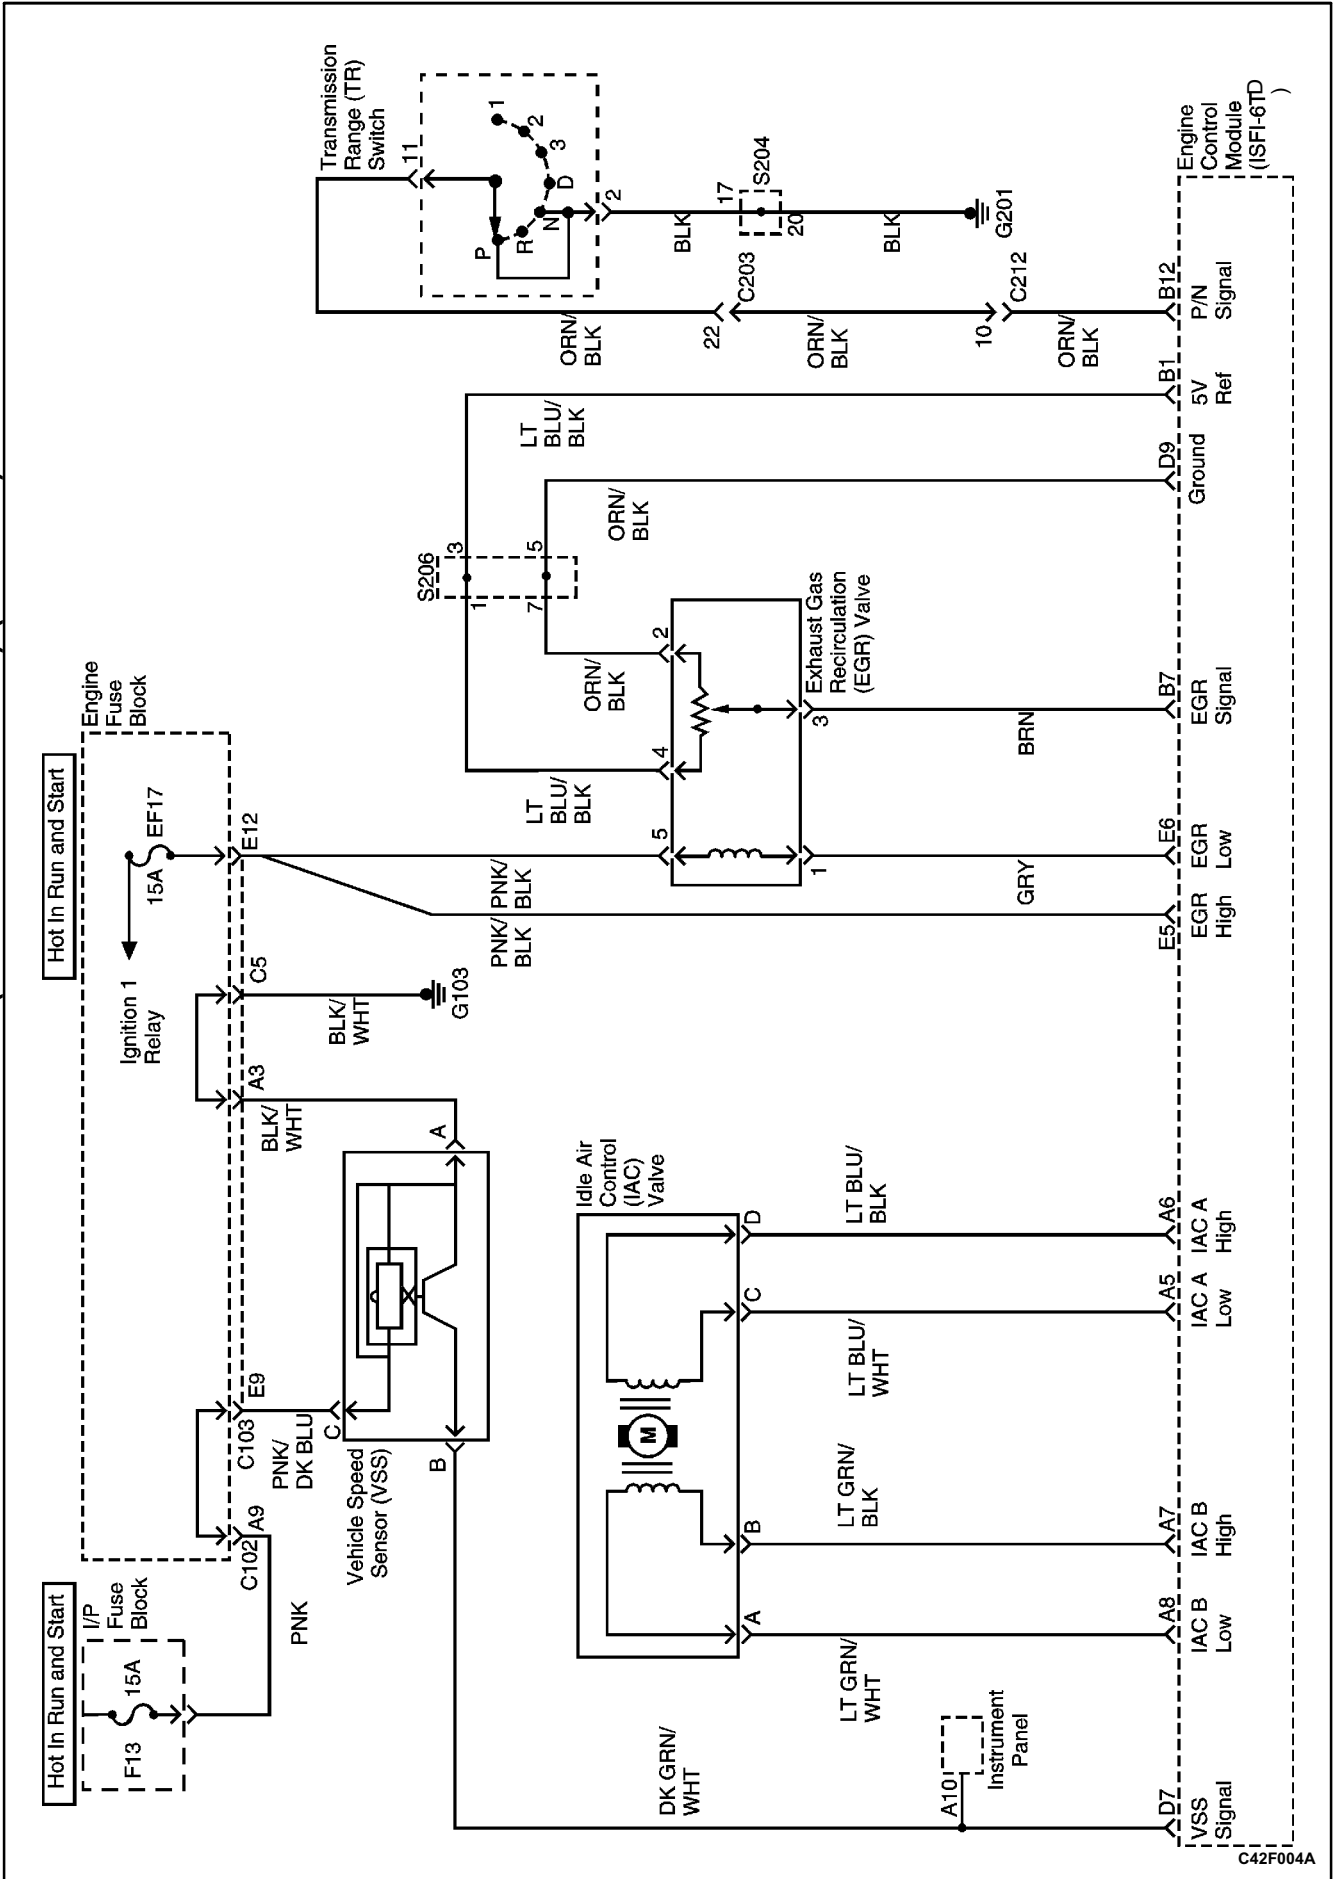 Hot In Run and Start
I/P
Fuse
Block
F13
15A
PNK
C102
A9
Hot In Run and Start
Engine
Fuse
Block
Ignition 1
Relay
15A
EF17
C103
E9
A3
C5
E12
PNK/
DK BLU
BLK/
WHT
BLK/
WHT
G103
Vehicle Speed
Sensor (VSS)
C
B
A
PNK/
BLK
PNK/
BLK
LT
BLU/
BLK
ORN/
BLK
S206
1
3
7
5
LT
BLU/
BLK
ORN/
BLK
5
4
2
1
3
Exhaust Gas
Recirculation
(EGR) Valve
Transmission
Range (TR)
Switch
11
P
R
N
D
3
2
1
2
BLK
17
S204
20
BLK
G201
ORN/
BLK
22
C203
ORN/
BLK
10
C212
ORN/
BLK
Idle Air
Control
(IAC)
Valve
M
A
B
C
D
DK GRN/
WHT
LT GRN/
WHT
LT GRN/
BLK
LT BLU/
WHT
LT BLU/
BLK
GRY
BRN
A10
Instrument
Panel
D7
VSS
Signal
A8
IAC B
Low
A7
IAC B
High
A5
IAC A
Low
A6
IAC A
High
E5
EGR
High
E6
EGR
Low
B7
EGR
Signal
D9
Ground
B1
5V
Ref
B12
P/N
Signal
Engine
Control
Module
(ISFI-6TD
)
C42F004A